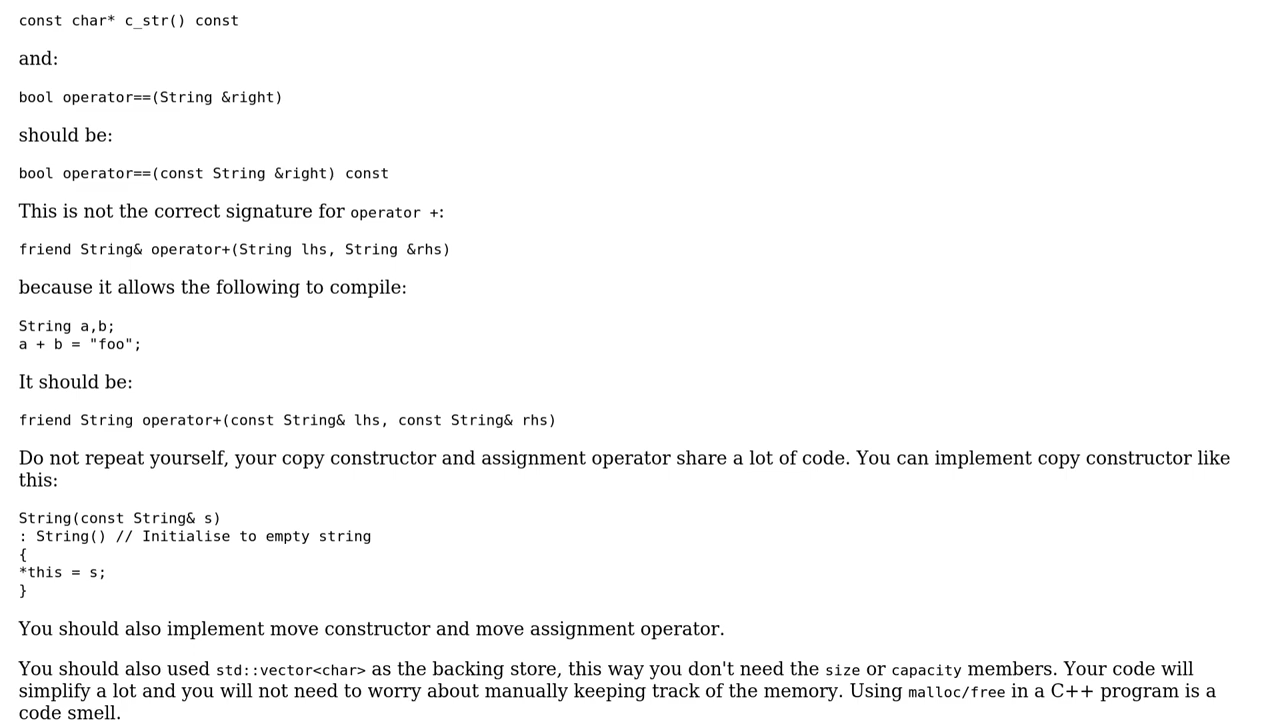 const char* c_str() const
and:
bool operator==(String &right)
should be:
bool operator==(const String &right) const
This is not the correct signature for operator +:
friend String& operator+(String lhs, String &rhs)
because it allows the following to compile:
String a,b;
a + b = "foo";
It should be:
friend String operator+(const String& lhs, const String& rhs)
Do not repeat yourself, your copy constructor and assignment operator share a lot of code. You can implement copy constructor like
this:
String(const String& s)
: String() // Initialise to empty string
{
*this = s;
}
You should also implement move constructor and move assignment operator.
You should also used std::vector<char> as the backing store, this way you don't need the size or capacity members. Your code will
simplify a lot and you will not need to worry about manually keeping track of the memory. Using malloc/free in a C++ program is a
code smell.